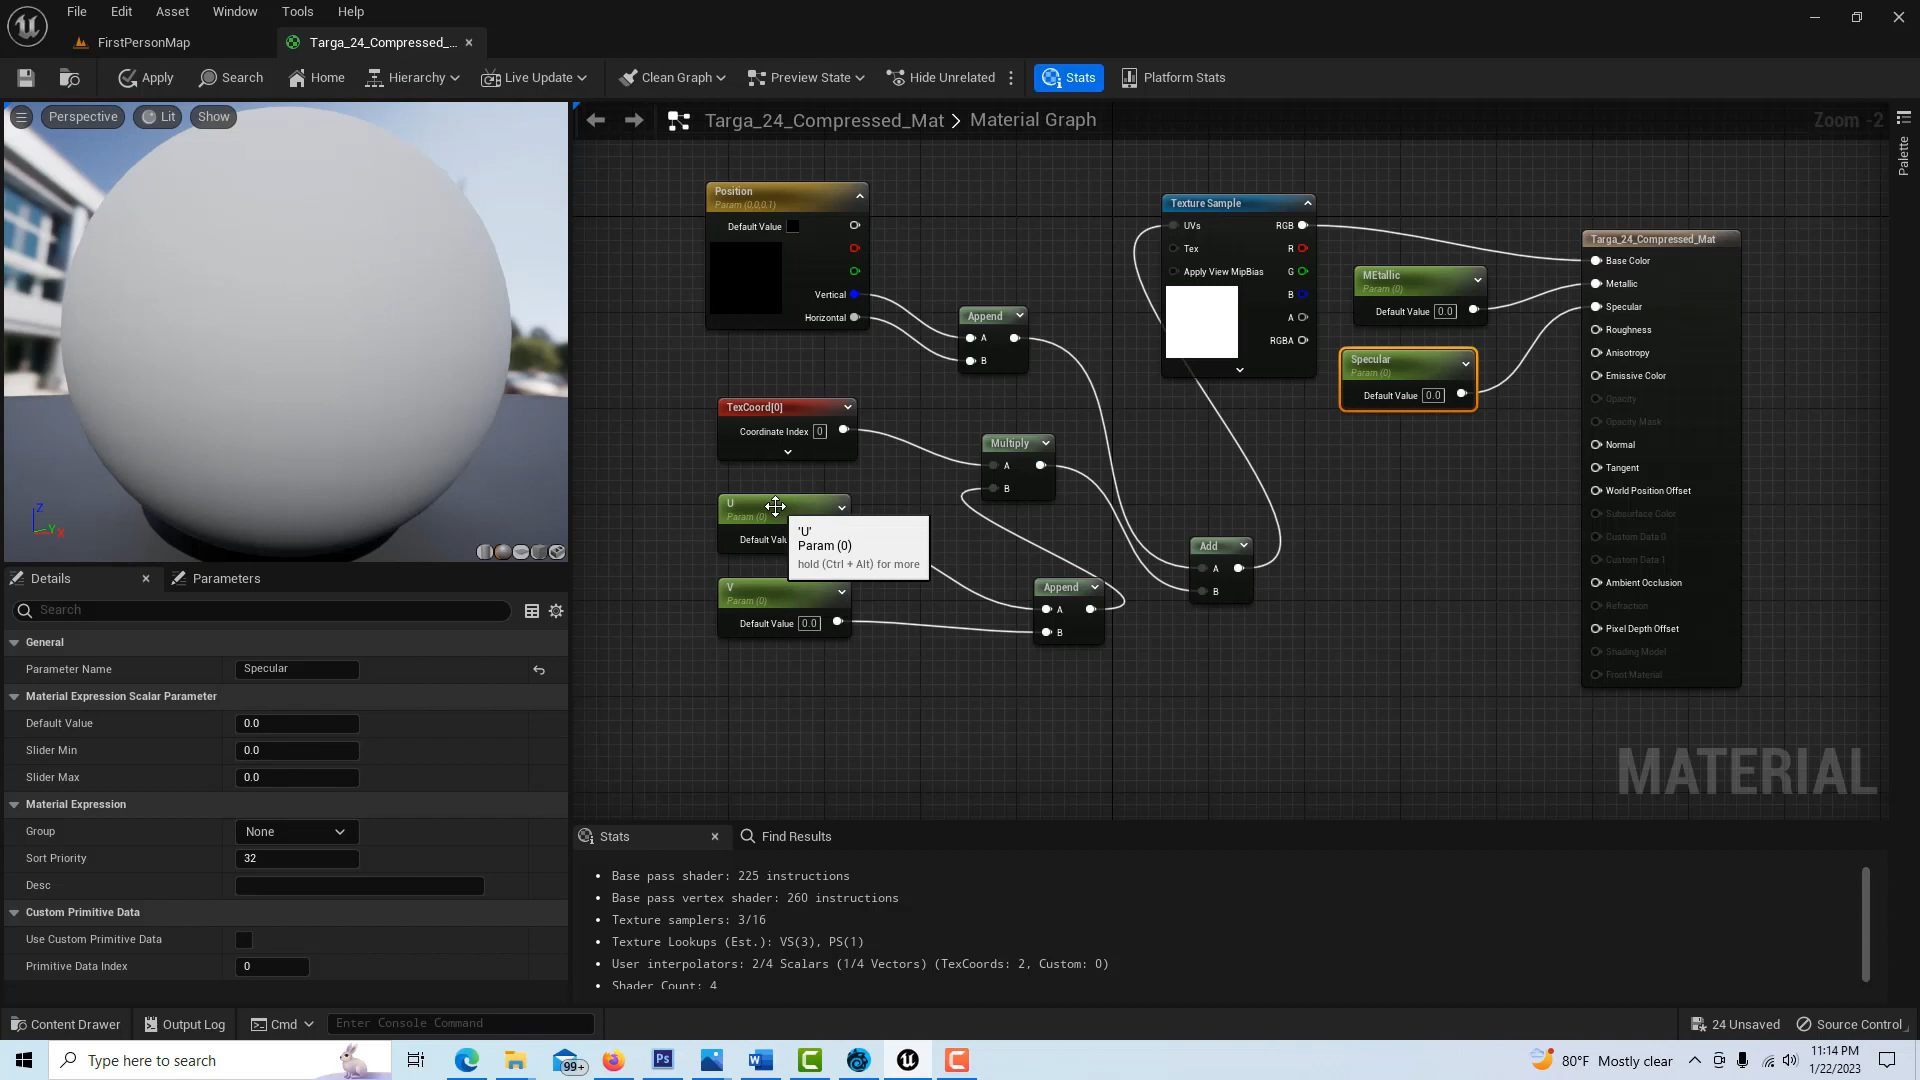 File Edit Asset Window Tools Help
FirstPersonMap
Targa_24_Compressed_...
Apply
Search
Home
Hierarchy
Live Update
Clean Graph
Preview State
Hide Unrelated
Stats
Platform Stats
Perspective
Lit
Show
Targa_24_Compressed_Mat > Material Graph
Zoom -2
Palette
Position
Param (0,0,0,1)
Default Value
Vertical
Horizontal
Append
A
B
TexCoord[0]
Coordinate Index 0
Multiply
A
B
U
Param (0)
Default Valu
'U'
Param (0)
hold (Ctrl + Alt) for more
V
Param (0)
Default Value 0.0
Append
A
B
Add
A
B
Texture Sample
UVs RGB
Tex R
Apply View MipBias G
B
A
RGBA
MEtallic
Param (0)
Default Value 0.0
Specular
Param (0)
Default Value 0.0
Targa_24_Compressed_Mat
Base Color
Metallic
Specular
Roughness
Anisotropy
Emissive Color
Opacity
Opacity Mask
Normal
Tangent
World Position Offset
Subsurface Color
Custom Data 0
Custom Data 1
Ambient Occlusion
Refraction
Pixel Depth Offset
Shading Model
Front Material
MATERIAL
Z
Y
X
Details
Parameters
Search
General
Parameter Name Specular
Material Expression Scalar Parameter
Default Value 0.0
Slider Min 0.0
Slider Max 0.0
Material Expression
Group None
Sort Priority 32
Desc
Custom Primitive Data
Use Custom Primitive Data
Primitive Data Index 0
Stats
Find Results
• Base pass shader: 225 instructions
• Base pass vertex shader: 260 instructions
• Texture samplers: 3/16
• Texture Lookups (Est.): VS(3), PS(1)
• User interpolators: 2/4 Scalars (1/4 Vectors) (TexCoords: 2, Custom: 0)
• Shader Count: 4
Content Drawer
Output Log
Cmd
Enter Console Command
24 Unsaved
Source Control
Type here to search
99+
Ps
W
C
C
80°F Mostly clear
11:14 PM
1/22/2023